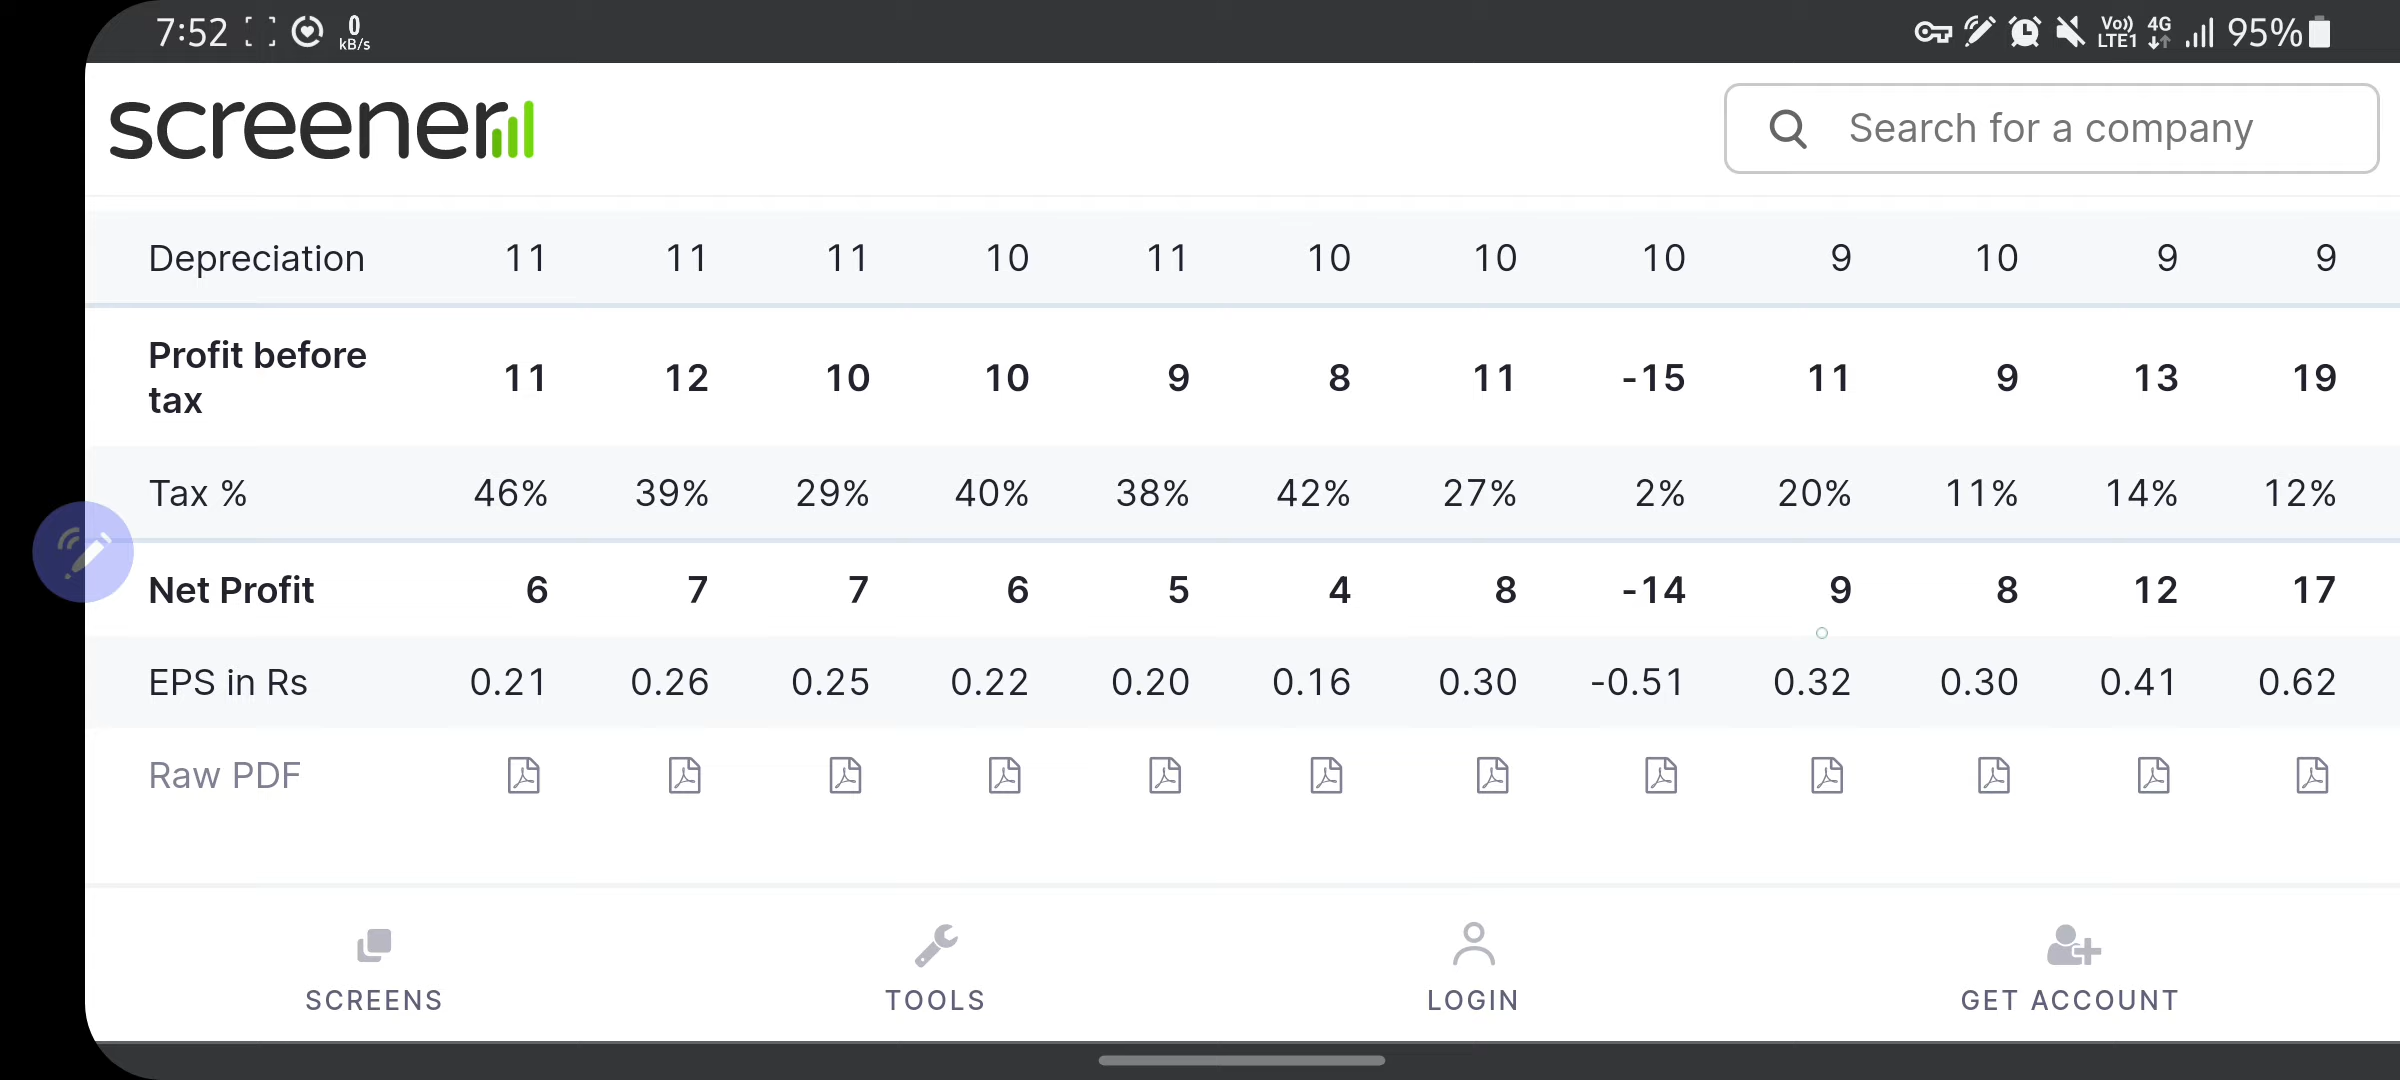 7:52 0 kB/s Vo)) LTE1 4G 95%
screener Search for a company
Depreciation 11 11 11 10 11 10 10 10 9 10 9 9
Profit before tax 11 12 10 10 9 8 11 -15 11 9 13 19
Tax % 46% 39% 29% 40% 38% 42% 27% 2% 20% 11% 14% 12%
Net Profit 6 7 7 6 5 4 8 -14 9 8 12 17
EPS in Rs 0.21 0.26 0.25 0.22 0.20 0.16 0.30 -0.51 0.32 0.30 0.41 0.62
Raw PDF
SCREENS TOOLS LOGIN GET ACCOUNT